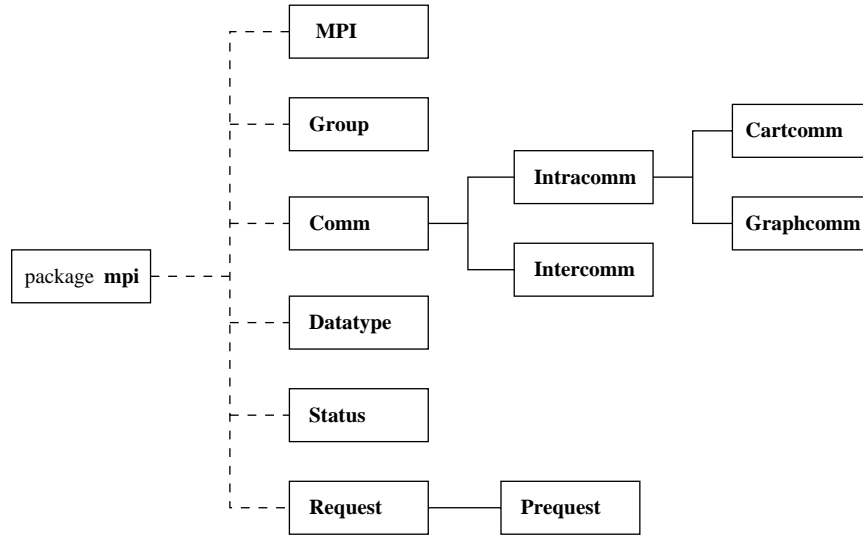 MPI
Group
Cartcomm
Intracomm
Comm
Graphcomm
package mpi
Intercomm
Datatype
Status
Request
Prequest